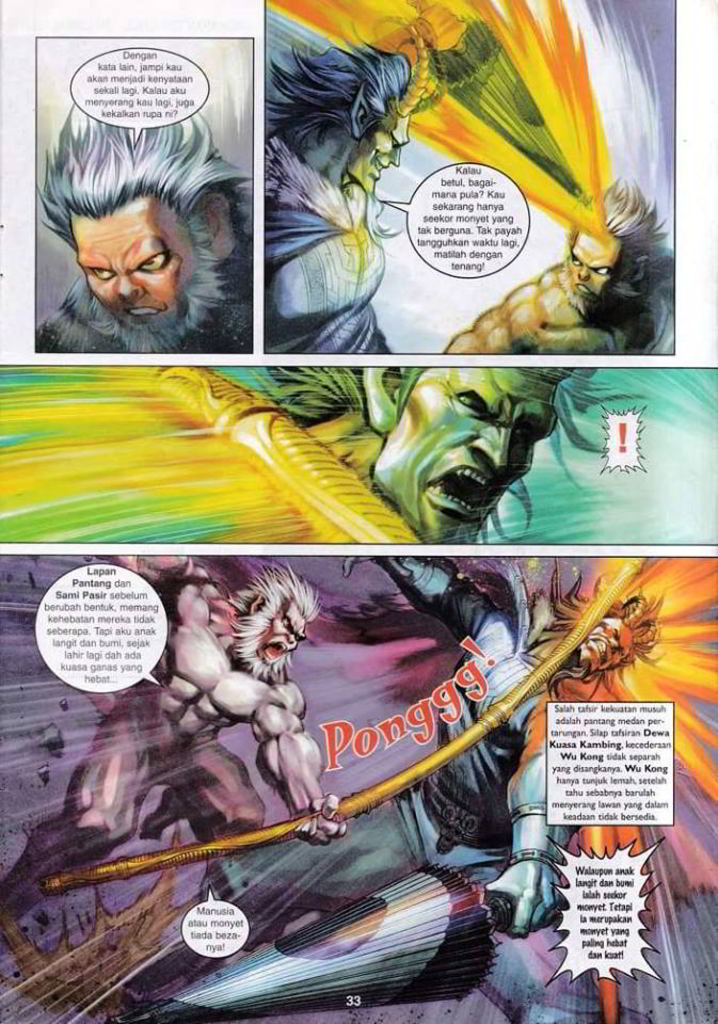 Dengan
kata lain, jampi kau
akan menjadi kenyataan
sekali lagi. Kalau aku
menyerang kau lagi, juga
kekalkan rupa ni?
Kalau
betul, bagai-
mana pula? Kau
sekarang hanya
seekor monyet yang
tak berguna. Tak payah
tangguhkan waktu lagi,
matilah dengan
tenang!
!
Lapan
Pantang dan
Sami Pasir sebelum
berubah bentuk, memang
kehebatan mereka tidak
seberapa. Tapi aku anak
langit dan bumi, sejak
lahir lagi dah ada
kuasa ganas yang
hebat...
Ponggg!
Salah tafsir kekuatan musuh
adalah pantang medan per-
tarungan. Silap tafsiran Dewa
Kuasa Kambing, kecederaan
Wu Kong tidak separah
yang disangkanya. Wu Kong
hanya tunjuk lemah, setelah
tahu sebabnya barulah
menyerang lawan yang dalam
keadaan tidak bersedia.
Manusia
atau monyet
tiada beza-
nya!
Walaupun anak
langit dan bumi
ialah seekor
monyet. Tetapi
ia merupakan
monyet yang
paling hebat
dan kuat!
33